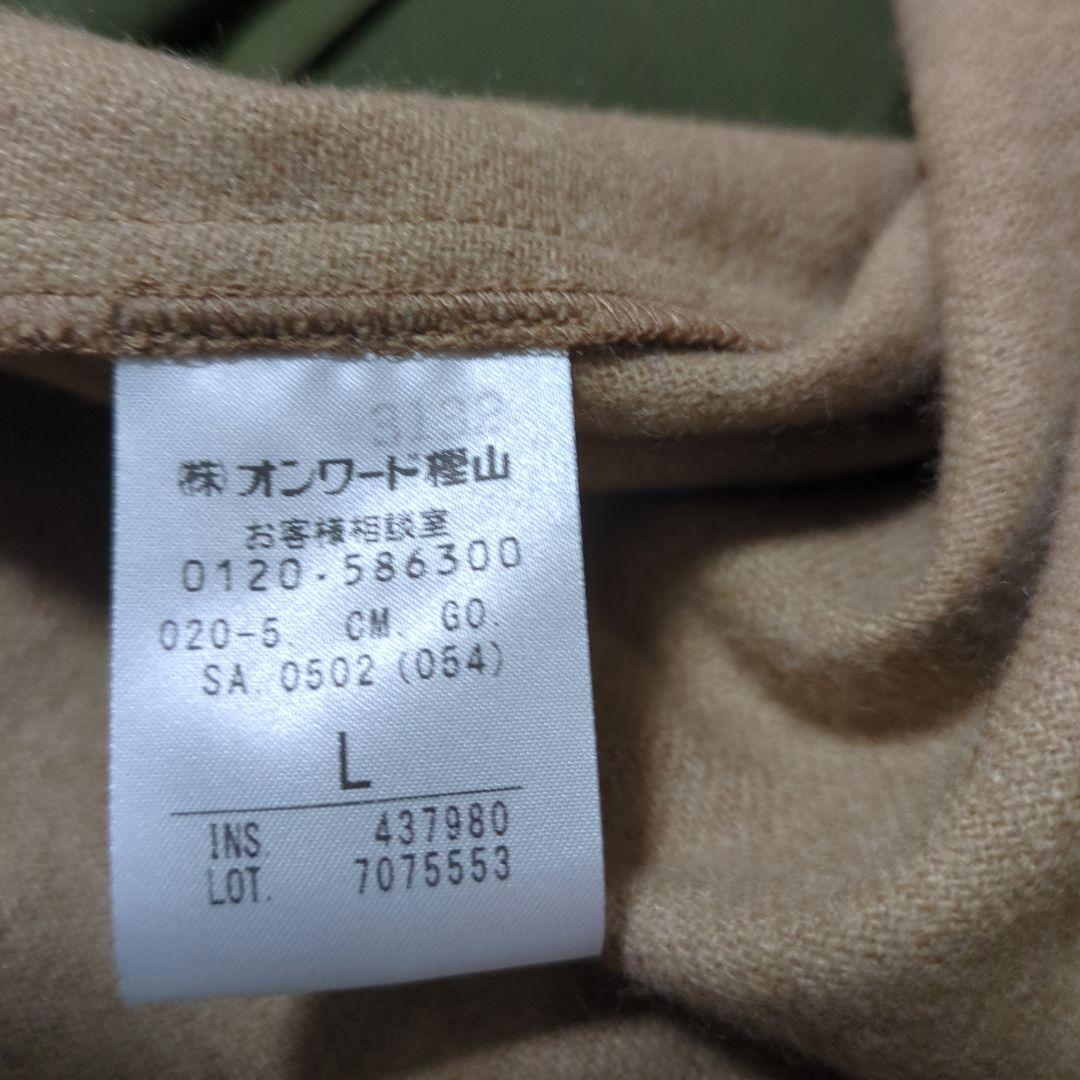 ㈱オンワード樫山
お客様相談室
0120-586300
020-5. CM. GO.
SA. 0502 (054)
L
INS. 437980
LOT. 7075553